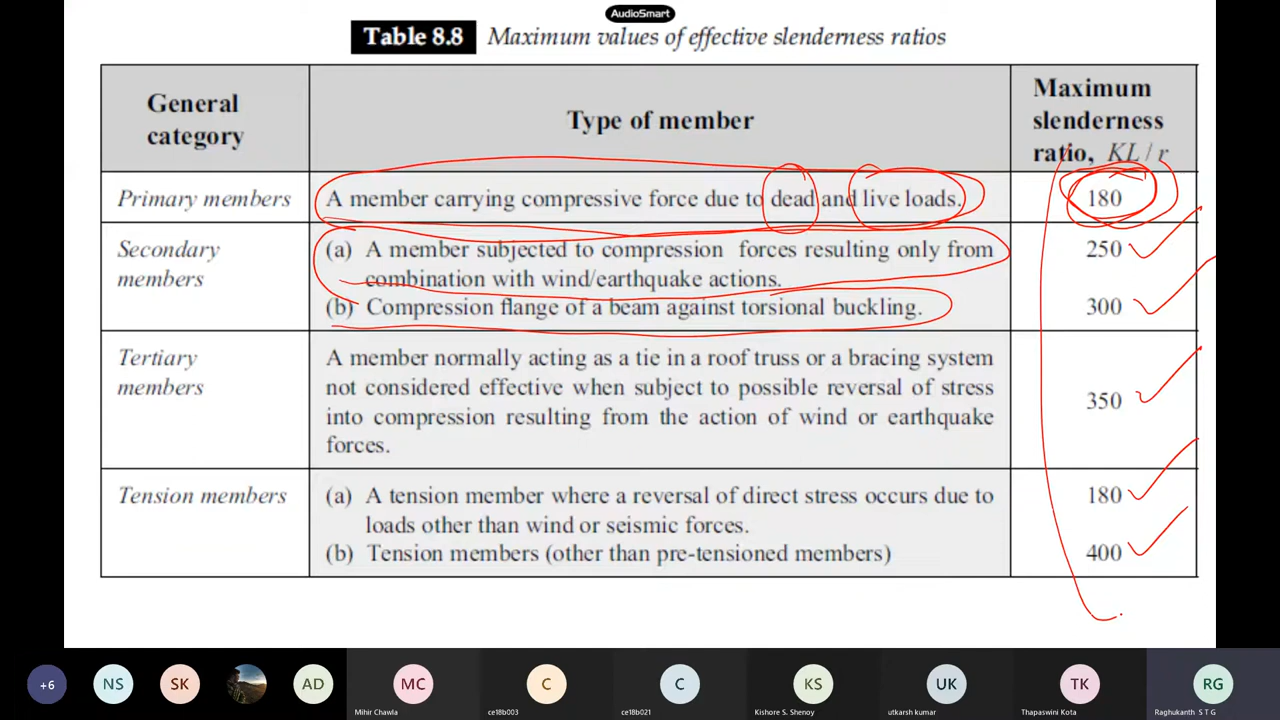 AudioSmart
Table 8.8 Maximum values of effective slenderness ratios
General category
Type of member
Maximum slenderness ratio, KL / r
Primary members
A member carrying compressive force due to dead and live loads.
180
Secondary members
(a) A member subjected to compression forces resulting only from
combination with wind/earthquake actions.
250
(b) Compression flange of a beam against torsional buckling.
300
Tertiary members
A member normally acting as a tie in a roof truss or a bracing system
not considered effective when subject to possible reversal of stress
into compression resulting from the action of wind or earthquake
forces.
350
Tension members
(a) A tension member where a reversal of direct stress occurs due to
loads other than wind or seismic forces.
180
(b) Tension members (other than pre-tensioned members)
400
+6
NS
SK
AD
MC
C
C
KS
UK
TK
RG
Mihir Chawla
ce18b003
ce18b021
Kishore S. Shenoy
utkarsh kumar
Thapaswini Kota
Raghukanth S T G